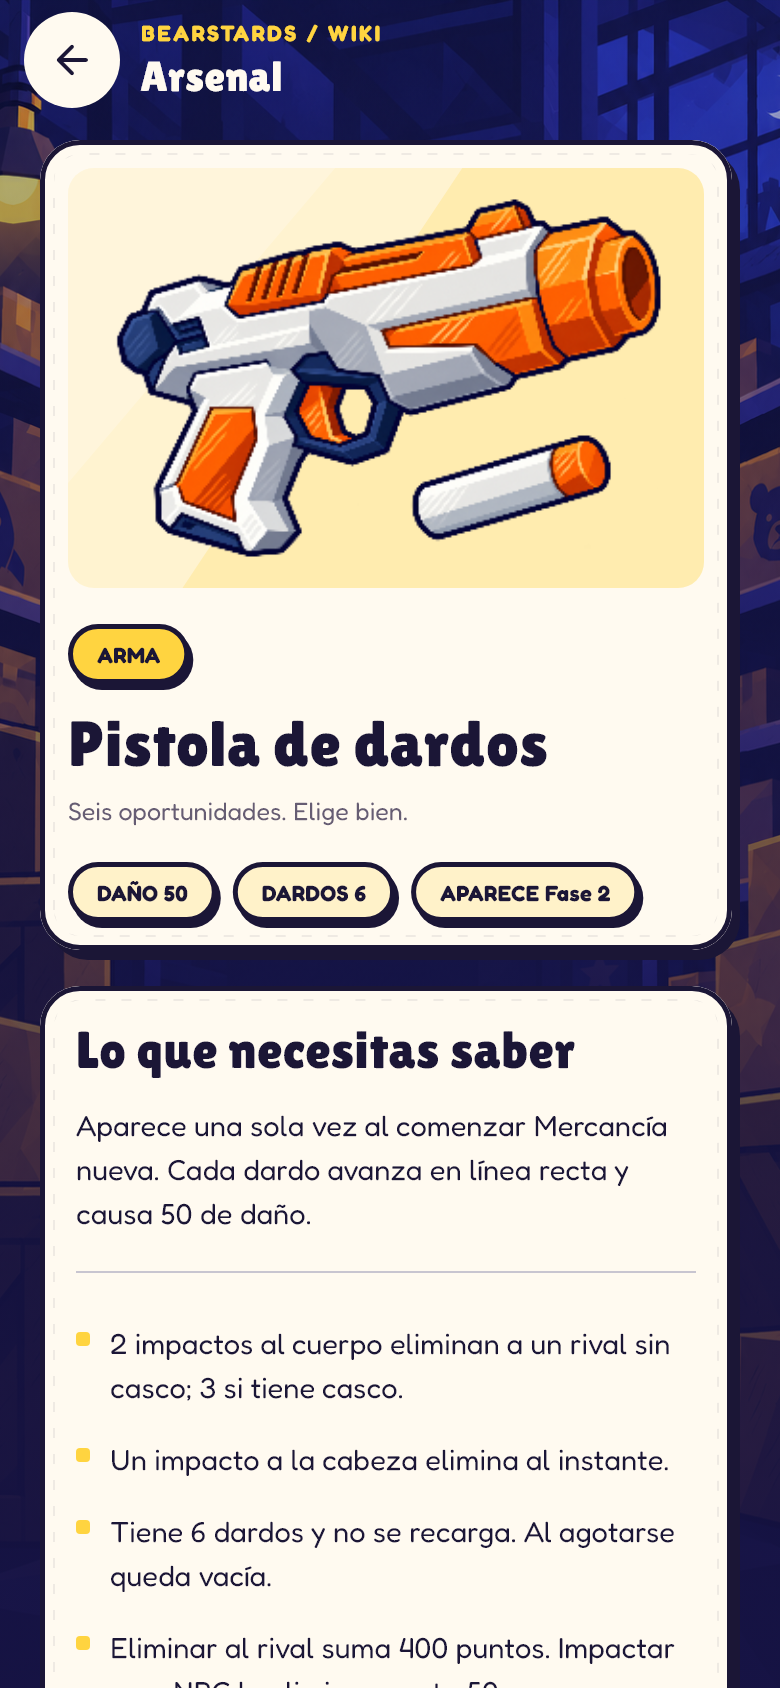 BEARSTARDS / WIKI
Arsenal
ARMA
Pistola de dardos
Seis oportunidades. Elige bien.
DAÑO 50 DARDOS 6 APARECE Fase 2
Lo que necesitas saber
Aparece una sola vez al comenzar Mercancía
nueva. Cada dardo avanza en línea recta y
causa 50 de daño.
2 impactos al cuerpo eliminan a un rival sin
casco; 3 si tiene casco.
Un impacto a la cabeza elimina al instante.
Tiene 6 dardos y no se recarga. Al agotarse
queda vacía.
Eliminar al rival suma 400 puntos. Impactar